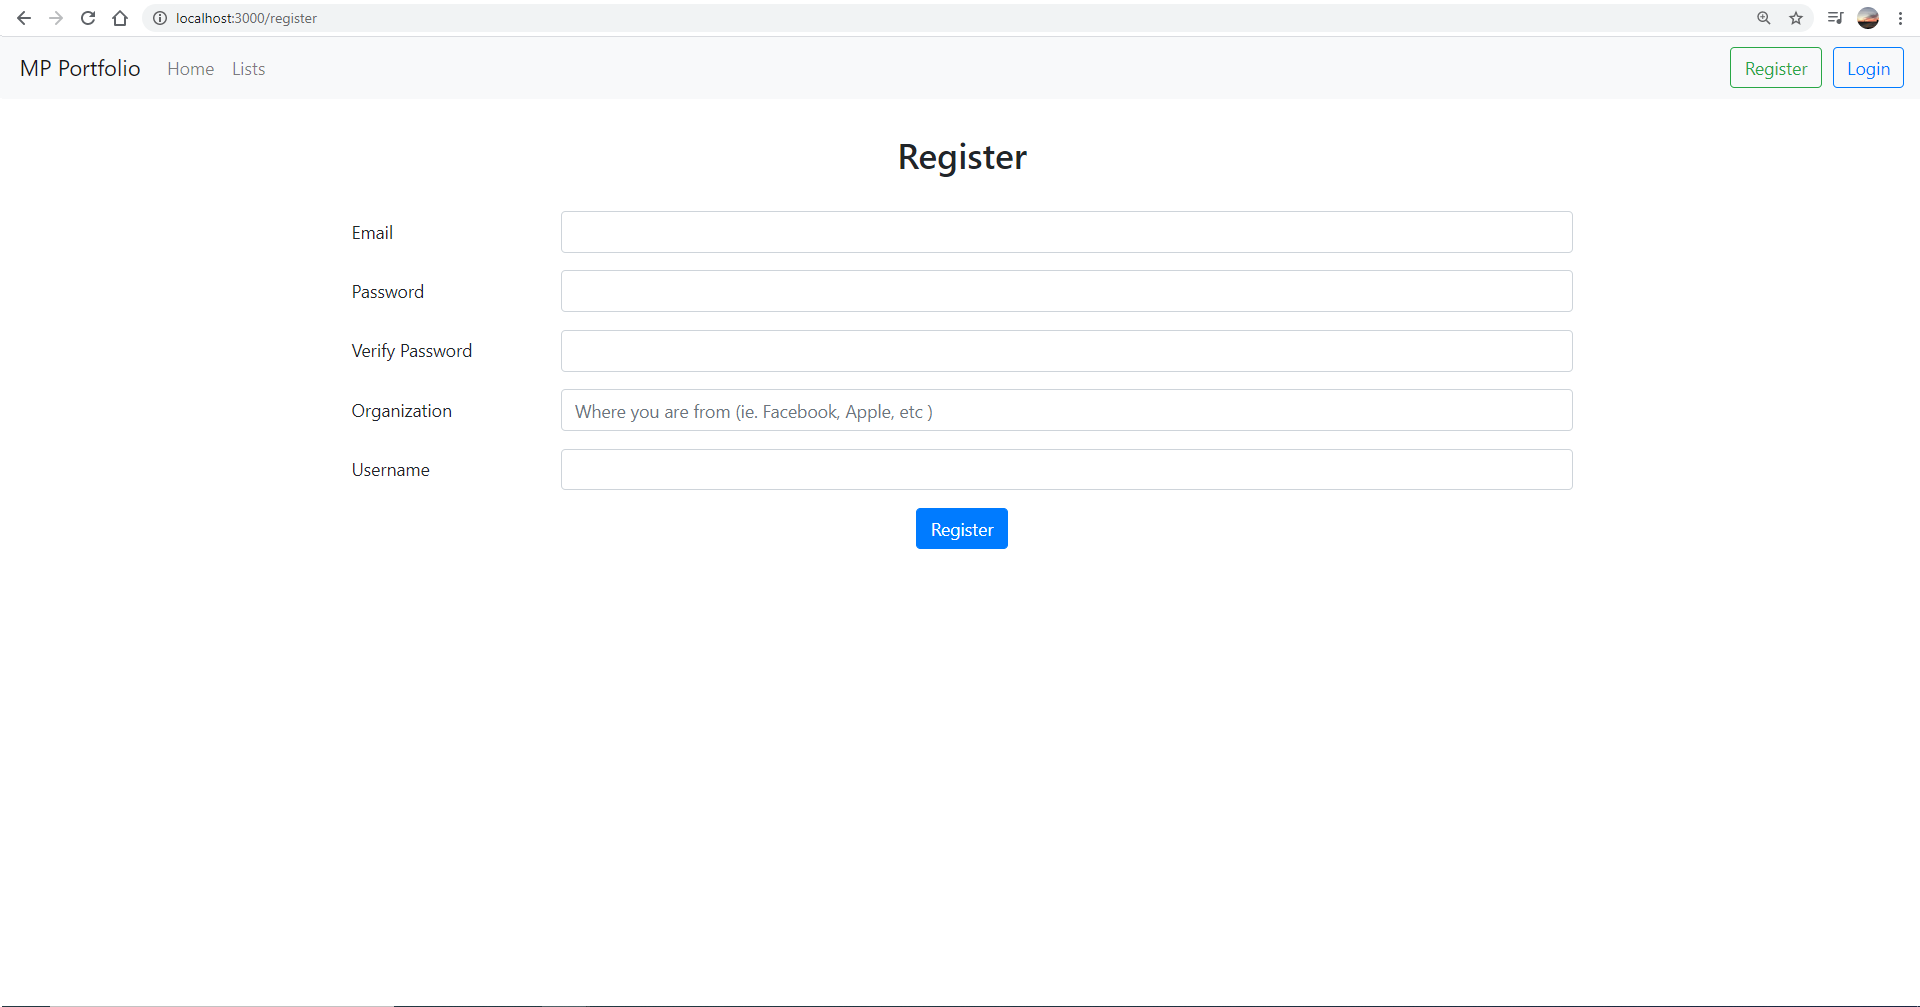 localhost:3000/register
MP Portfolio Home Lists Register Login
Register
Email
Password
Verify Password
Organization Where you are from (ie. Facebook, Apple, etc )
Username
Register